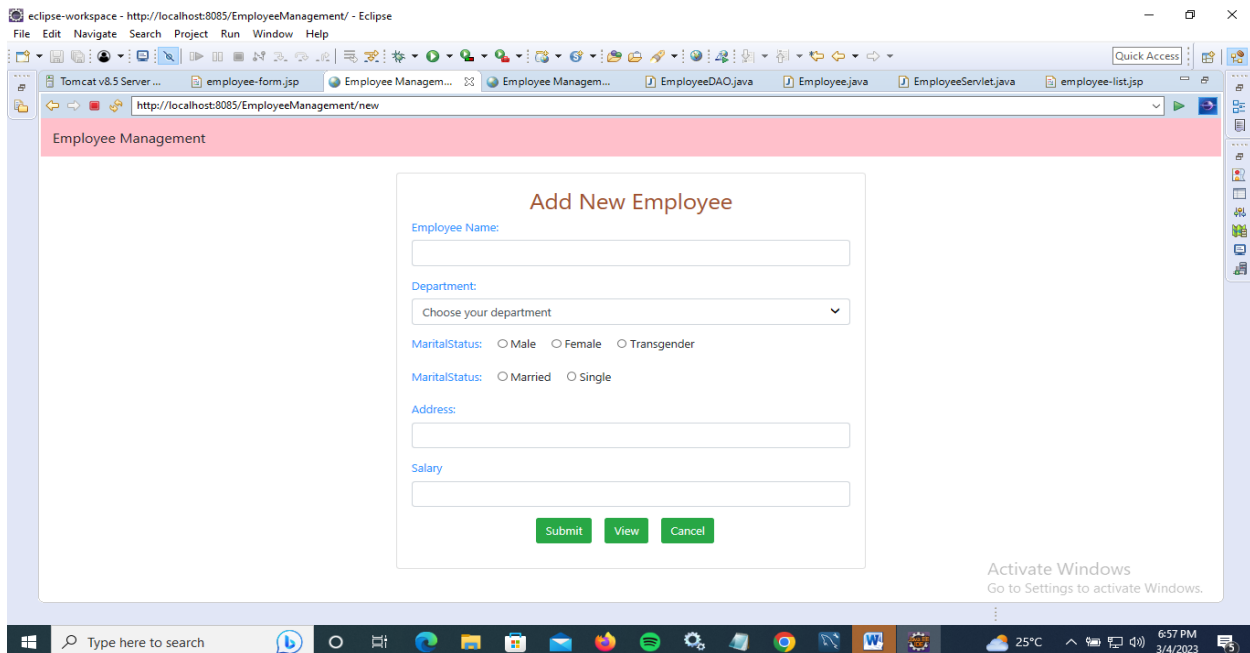 eclipse-workspace - http://localhost:8085/EmployeeManagement/ - Eclipse
File Edit Navigate Search Project Run Window Help
Quick Access
Tomcat v8.5 Server ... employee-form.jsp Employee Managem... Employee Managem... EmployeeDAO.java Employee.java EmployeeServlet.java employee-list.jsp
http://localhost:8085/EmployeeManagement/new
Employee Management
Add New Employee
Employee Name:
Department:
Choose your department
MaritalStatus: Male Female Transgender
MaritalStatus: Married Single
Address:
Salary
Submit View Cancel
Activate Windows
Go to Settings to activate Windows.
Type here to search
25°C
6:57 PM
3/4/2023